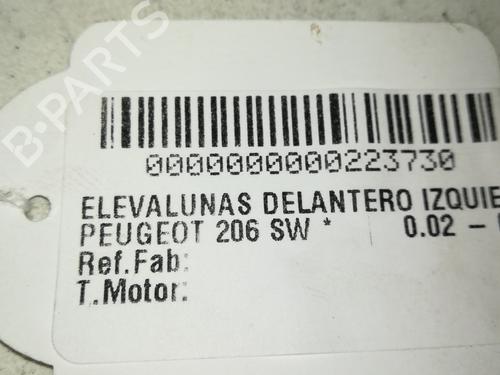 B-PARTS
0000000000223730
ELEVALUNAS DELANTERO IZQUIE
PEUGEOT 206 SW * 0.02 -
Ref.Fab:
T.Motor: